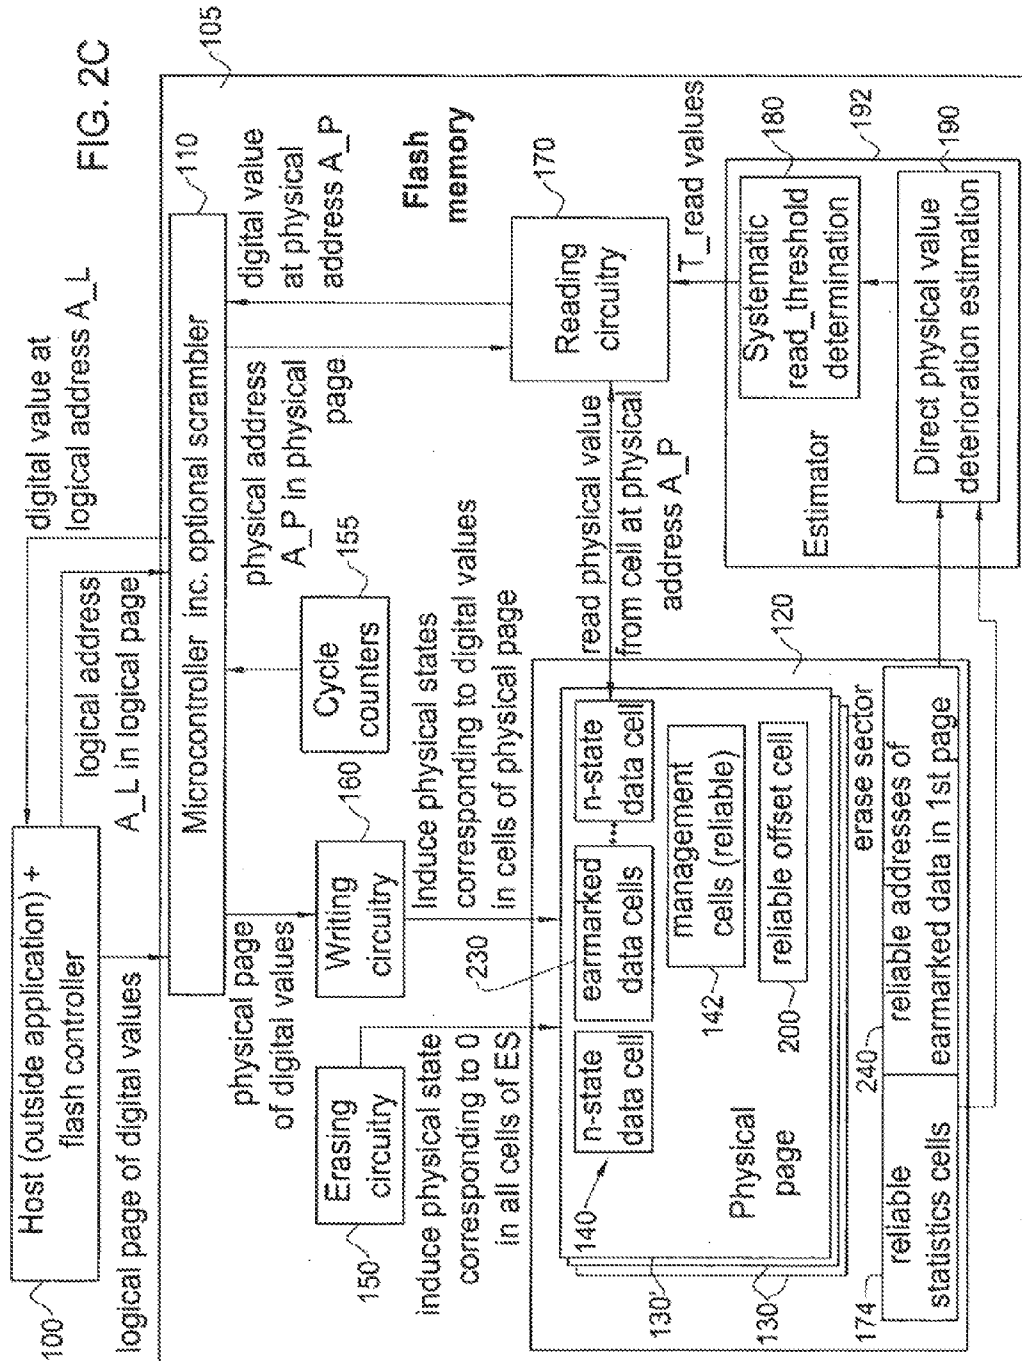 FIG. 2C
100
Host (outside application) +
flash controller
logical page of digital values
logical address
A_L in logical page
digital value at
logical address A_L
105
110
Microcontroller inc. optional scrambler
physical page
of digital values
Cycle
counters
155
physical address
A_P in physical
page
digital value
at physical
address A_P
Flash
memory
Erasing
circuitry
150
Writing
circuitry
160
Reading
circuitry
170
induce physical state
corresponding to 0
in all cells of ES
230
Induce physical states
corresponding to digital values
in cells of physical page
read physical value
from cell at physical
address A_P
T_read values
140
n-state
data cell
earmarked
data cells
...
n-state
data cell
142
management
cells (reliable)
200
reliable offset cell
Physical
page
130'
130
120
erase sector
174
reliable
statistics cells
240
reliable addresses of
earmarked data in 1st page
Estimator
Systematic
read_threshold
determination
180
192
Direct physical value
deterioration estimation
190